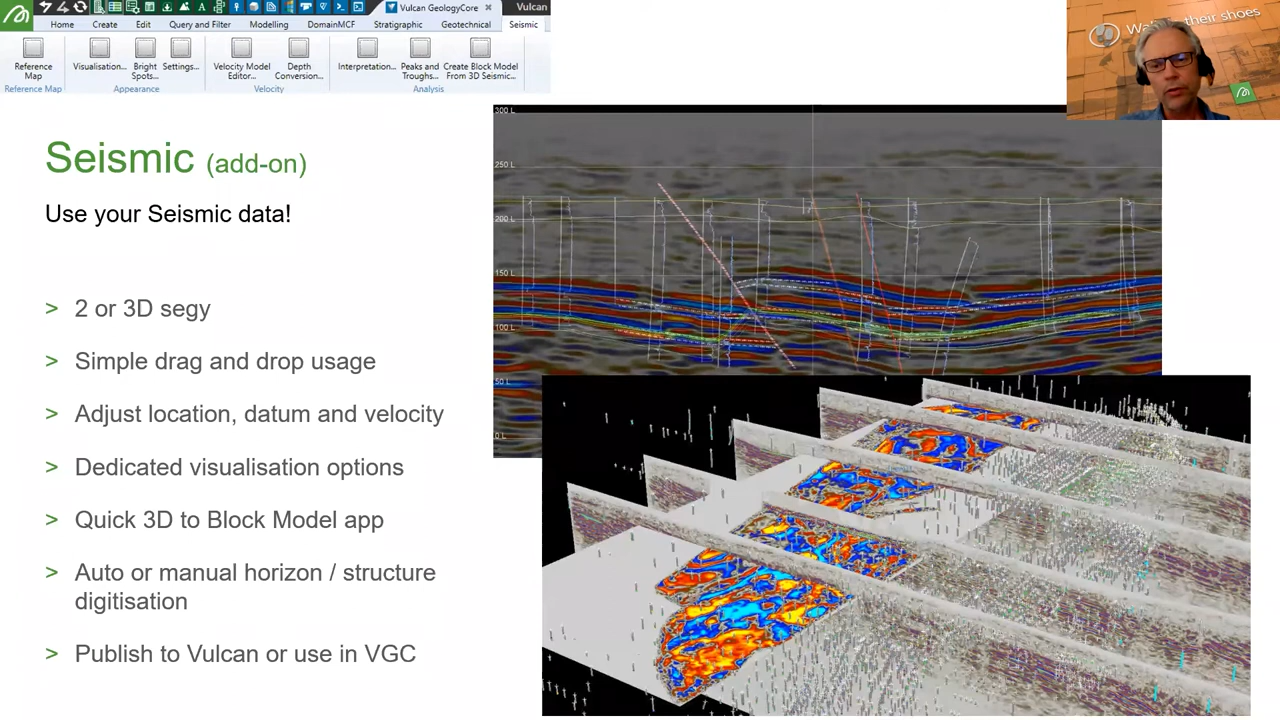 Vulcan GeologyCore
Vulcan
Home Create Edit Query and Filter Modelling DomainMCF Stratigraphic Geotechnical Seismic
Reference Map
Visualisation...
Bright Spots...
Settings...
Velocity Model Editor...
Depth Conversion...
Interpretation...
Peaks and Troughs...
Create Block Model From 3D Seismic...
Reference Map Appearance Velocity Analysis
their shoes
Seismic (add-on)
Use your Seismic data!
> 2 or 3D segy
> Simple drag and drop usage
> Adjust location, datum and velocity
> Dedicated visualisation options
> Quick 3D to Block Model app
> Auto or manual horizon / structure
digitisation
> Publish to Vulcan or use in VGC
300 L
250 L
200 L
150 L
100 L
50 L
0 L